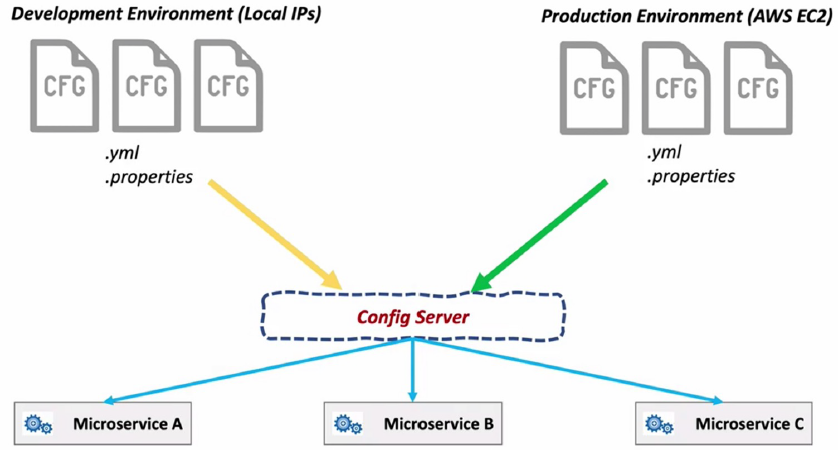 Development Environment (Local IPs)
Production Environment (AWS EC2)
CFG CFG CFG
CFG CFG CFG
.yml
.properties
.yml
.properties
Config Server
Microservice A
Microservice B
Microservice C